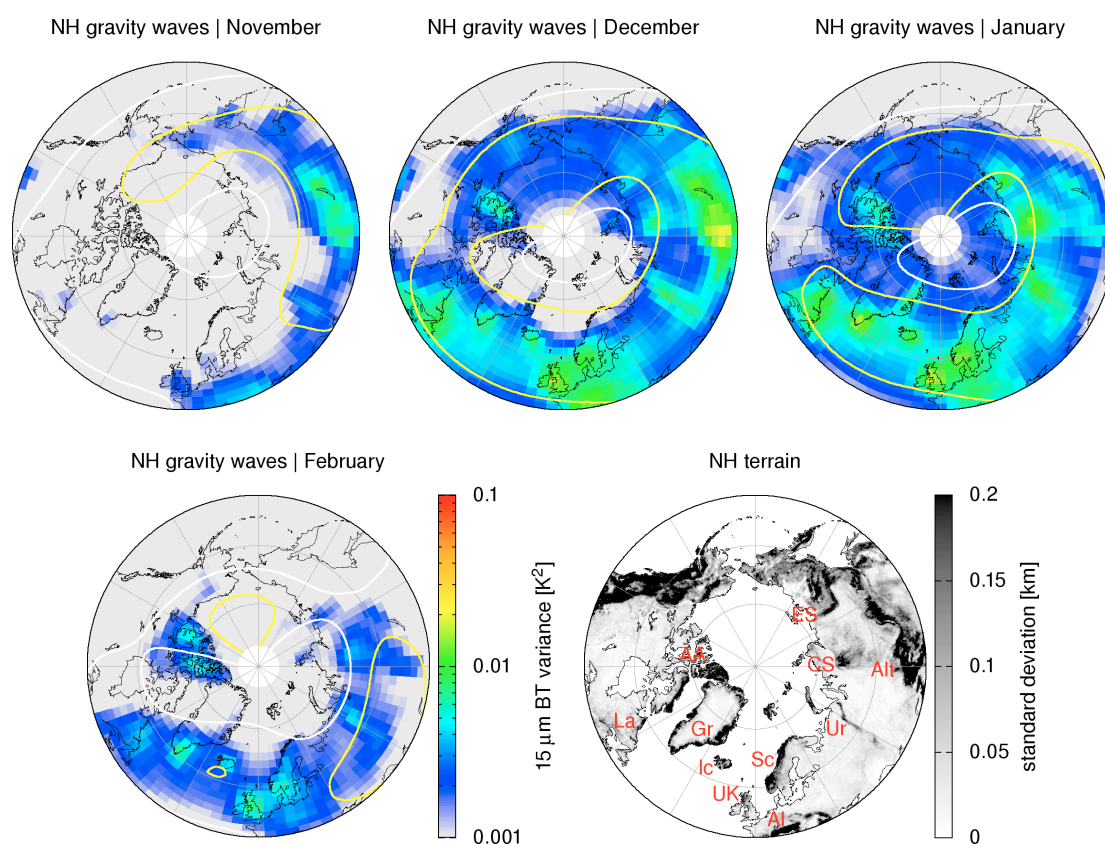 NH gravity waves | November
NH gravity waves | December
NH gravity waves | January
NH gravity waves | February
0.1
0.01
0.001
15 µm BT variance [K²]
NH terrain
ES
AA
CS
Alt
La
Gr
Ur
Ic
Sc
UK
Al
0.2
0.15
0.1
0.05
0
standard deviation [km]